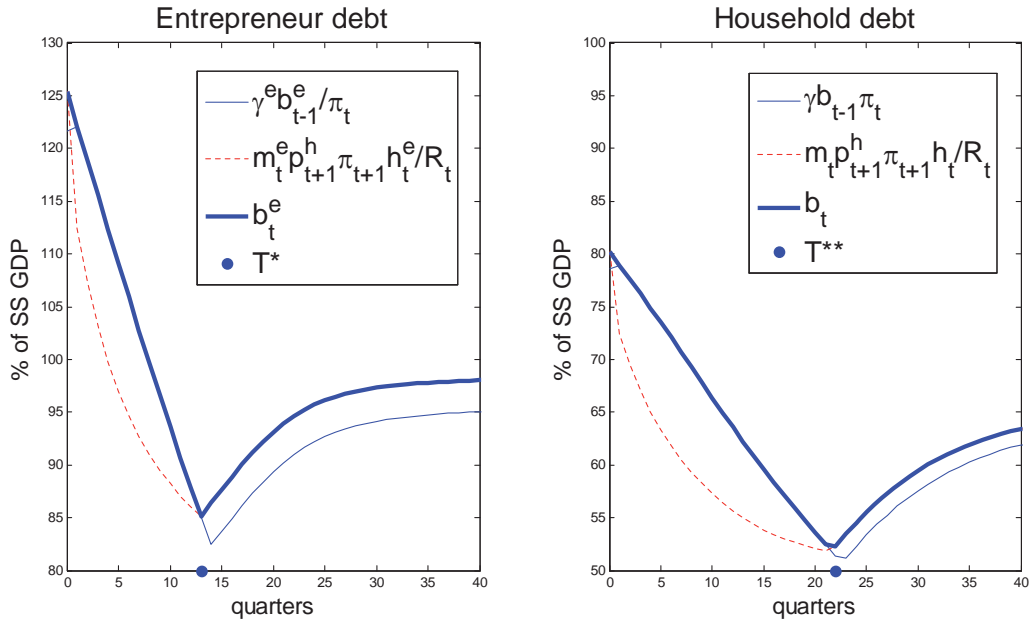 Entrepreneur debt
130
125
120
115
110
105
100
95
90
85
80
% of SS GDP
γ^e b^e_{t-1}/π_t
m^e_t p^h_{t+1} π_{t+1} h^e_t/R_t
b^e_t
T*
0 5 10 15 20 25 30 35 40
quarters
Household debt
100
95
90
85
80
75
70
65
60
55
50
% of SS GDP
γb_{t-1}π_t
m_t p^h_{t+1} π_{t+1} h_t/R_t
b_t
T**
0 5 10 15 20 25 30 35 40
quarters